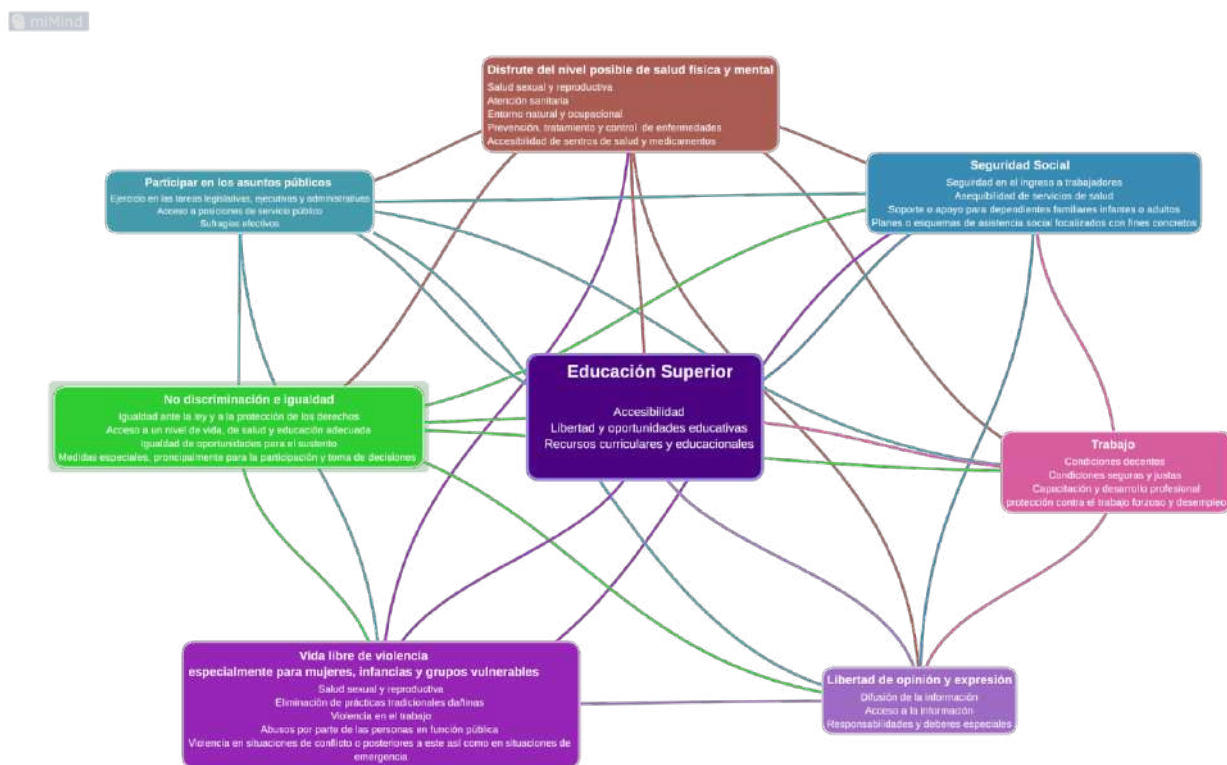 miMind
Disfrute del nivel posible de salud física y mental
Salud sexual y reproductiva
Atención sanitaria
Entorno natural y ocupacional
Prevención, tratamiento y control de enfermedades
Accesibilidad de sentros de salud y medicamentos
Participar en los asuntos públicos
Ejercicio en las tareas legislativas, ejecutivas y administrativas
Acceso a posiciones de servicio público
Sufragios efectivos
Seguridad Social
Seguridad en el ingreso a trabajadores
Asequibilidad de servicios de salud
Soporte o apoyo para dependientes familiares infantes o adultos
Planes o esquemas de asistencia social focalizados con fines concretos
Educación Superior
Accesibilidad
Libertad y oportunidades educativas
Recursos curriculares y educacionales
No discriminación e igualdad
Igualdad ante la ley y a la protección de los derechos
Acceso a un nivel de vida, de salud y educación adecuada
Igualdad de oportunidades para el sustento
Medidas especiales, proncipalmente para la participación y toma de decisiones
Trabajo
Condiciones decentes
Condiciones seguras y justas
Capacitación y desarrollo profesional
protección contra el trabajo forzoso y desempleo
Vida libre de violencia
especialmente para mujeres, infancias y grupos vulnerables
Salud sexual y reproductiva
Eliminación de prácticas tradicionales dañinas
Violencia en el trabajo
Abusos por parte de las personas en función pública
Violencia en situaciones de conflicto o posteriores a este así como en situaciones de
emergencia
Libertad de opinión y expresión
Difusión de la información
Acceso a la información
Responsabilidades y deberes especiales